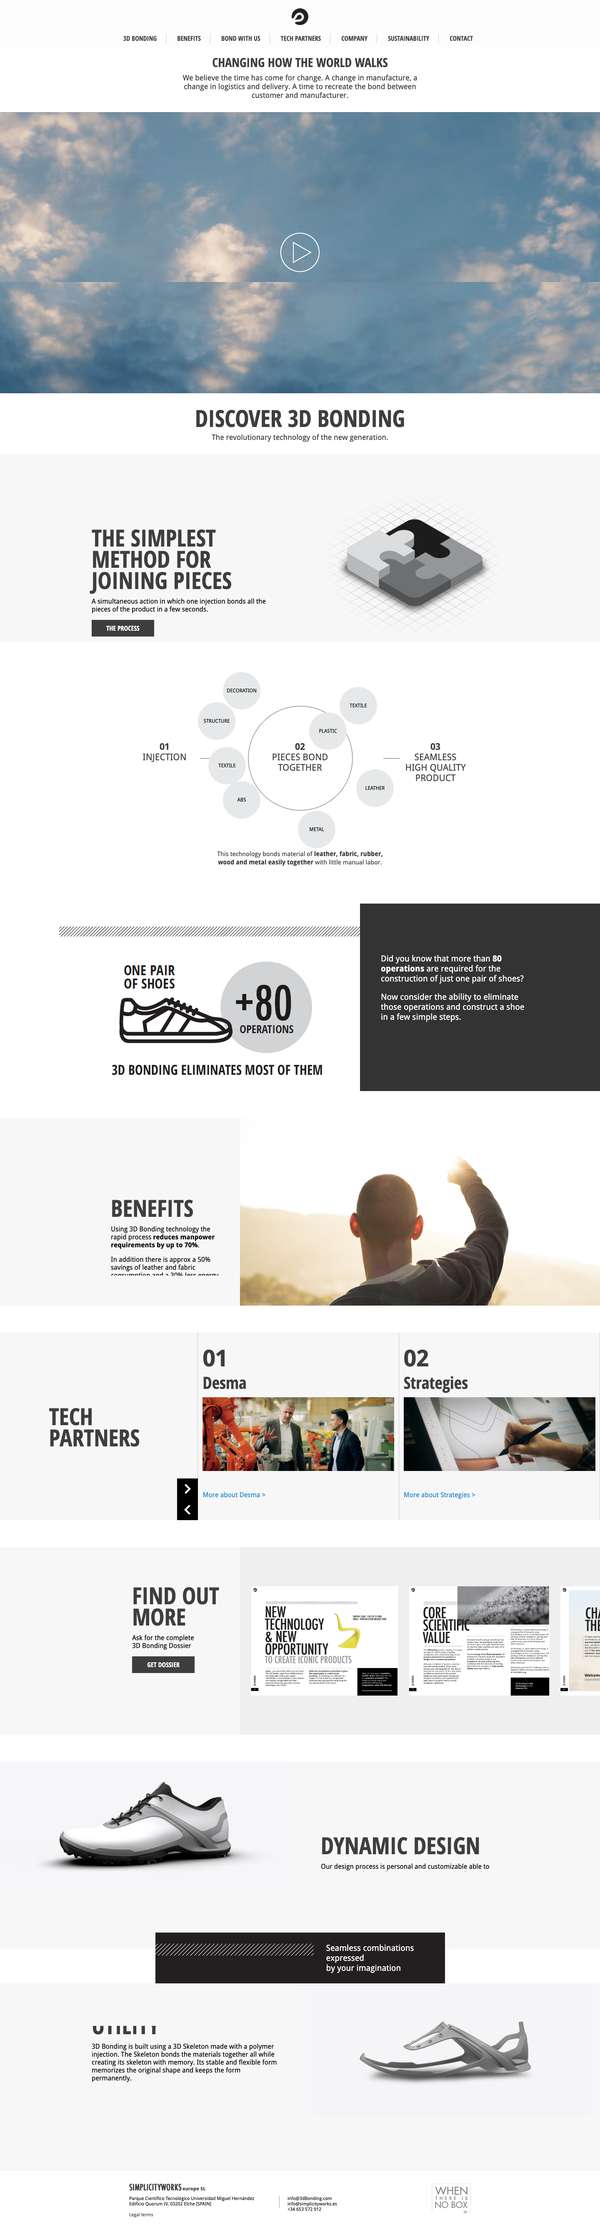 3D BONDING
BENEFITS
BOND WITH US
TECH PARTNERS
COMPANY
SUSTAINABILITY
CONTACT
CHANGING HOW THE WORLD WALKS
We believe the time has come for change. A change in manufacture, a
change in logistics and delivery. A time to recreate the bond between
customer and manufacturer.
DISCOVER 3D BONDING
The revolutionary technology of the new generation.
THE SIMPLEST
METHOD FOR
JOINING PIECES
A simultaneous action in which one injection bonds all the
pieces of the product in a few seconds.
THE PROCESS
DECORATION
TEXTILE
STRUCTURE
PLASTIC
01
INJECTION
02
PIECES BOND
TOGETHER
03
SEAMLESS
HIGH QUALITY
PRODUCT
TEXTILE
LEATHER
ABS
METAL
This technology bonds material of leather, fabric, rubber,
wood and metal easily together with little manual labor.
ONE PAIR
OF SHOES
+80
OPERATIONS
3D BONDING ELIMINATES MOST OF THEM
Did you know that more than 80
operations are required for the
construction of just one pair of shoes?
Now consider the ability to eliminate
those operations and construct a shoe
in a few simple steps.
BENEFITS
Using 3D Bonding technology the
rapid process reduces manpower
requirements by up to 70%.
In addition there is approx a 50%
savings of leather and fabric
consumption and a 30% less energy
TECH
PARTNERS
01
Desma
More about Desma >
02
Strategies
More about Strategies >
FIND OUT
MORE
Ask for the complete
3D Bonding Dossier
GET DOSSIER
NEW
TECHNOLOGY
& NEW
OPPORTUNITY
TO CREATE ICONIC PRODUCTS
CORE
SCIENTIFIC
VALUE
CHA
THE
Welcome
DYNAMIC DESIGN
Our design process is personal and customizable able to
Seamless combinations
expressed
by your imagination
UTILITY
3D Bonding is built using a 3D Skeleton made with a polymer
injection. The Skeleton bonds the materials together all while
creating its skeleton with memory. Its stable and flexible form
memorizes the original shape and keeps the form
permanently.
SIMPLICITYWORKS europe SL
Parque Científico Tecnológico Universidad Miguel Hernández
Edificio Quorum IV. 03202 Elche [SPAIN]
Legal terms
info@3dbonding.com
info@simplicityworks.es
+34 653 572 912
WHEN
THERE IS
NO BOX